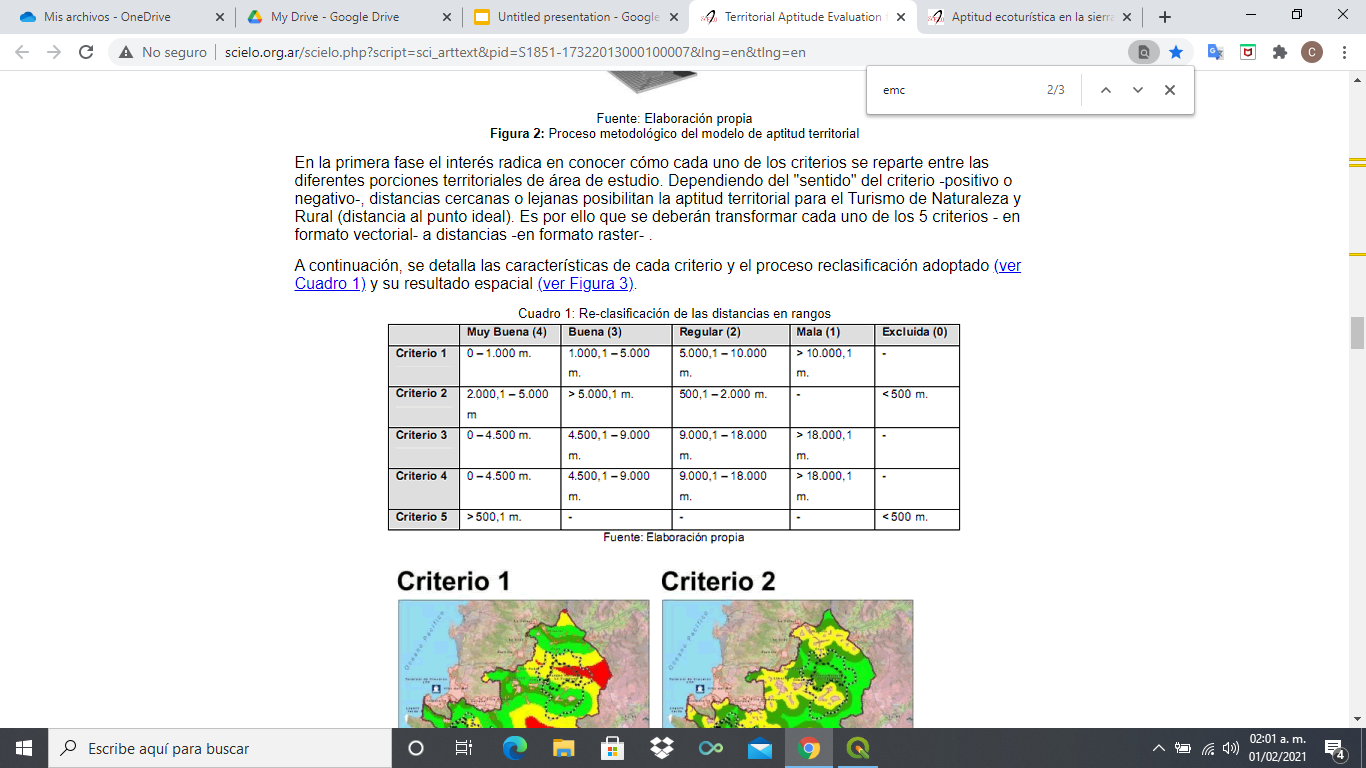 Mis archivos - OneDrive
My Drive - Google Drive
Untitled presentation - Google
Territorial Aptitude Evaluation
Aptitud ecoturística en la sierra
No seguro
scielo.org.ar/scielo.php?script=sci_arttext&pid=S1851-17322013000100007&lng=en&tlng=en
C
emc
2/3
Fuente: Elaboración propia
Figura 2: Proceso metodológico del modelo de aptitud territorial
En la primera fase el interés radica en conocer cómo cada uno de los criterios se reparte entre las
diferentes porciones territoriales de área de estudio. Dependiendo del "sentido" del criterio -positivo o
negativo-, distancias cercanas o lejanas posibilitan la aptitud territorial para el Turismo de Naturaleza y
Rural (distancia al punto ideal). Es por ello que se deberán transformar cada uno de los 5 criterios - en
formato vectorial- a distancias -en formato raster- .
A continuación, se detalla las características de cada criterio y el proceso reclasificación adoptado (ver
Cuadro 1) y su resultado espacial (ver Figura 3).
Cuadro 1: Re-clasificación de las distancias en rangos
Muy Buena (4) Buena (3) Regular (2) Mala (1) Excluida (0)
Criterio 1 0 – 1.000 m. 1.000,1 – 5.000 m. 5.000,1 – 10.000 m. > 10.000,1 m. -
Criterio 2 2.000,1 – 5.000 m > 5.000,1 m. 500,1 – 2.000 m. - < 500 m.
Criterio 3 0 – 4.500 m. 4.500,1 – 9.000 m. 9.000,1 – 18.000 m. > 18.000,1 m. -
Criterio 4 0 – 4.500 m. 4.500,1 – 9.000 m. 9.000,1 – 18.000 m. > 18.000,1 m. -
Criterio 5 > 500,1 m. - - - < 500 m.
Fuente: Elaboración propia
Criterio 1
Criterio 2
Océano Pacífico
Océano Pacífico
Escribe aquí para buscar
02:01 a. m.
01/02/2021
4